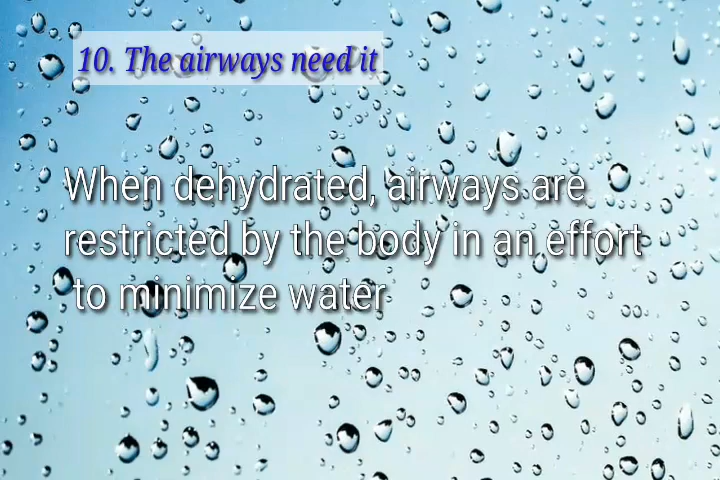 10. The airways need it
When dehydrated, airways are
restricted by the body in an effort
to minimize water